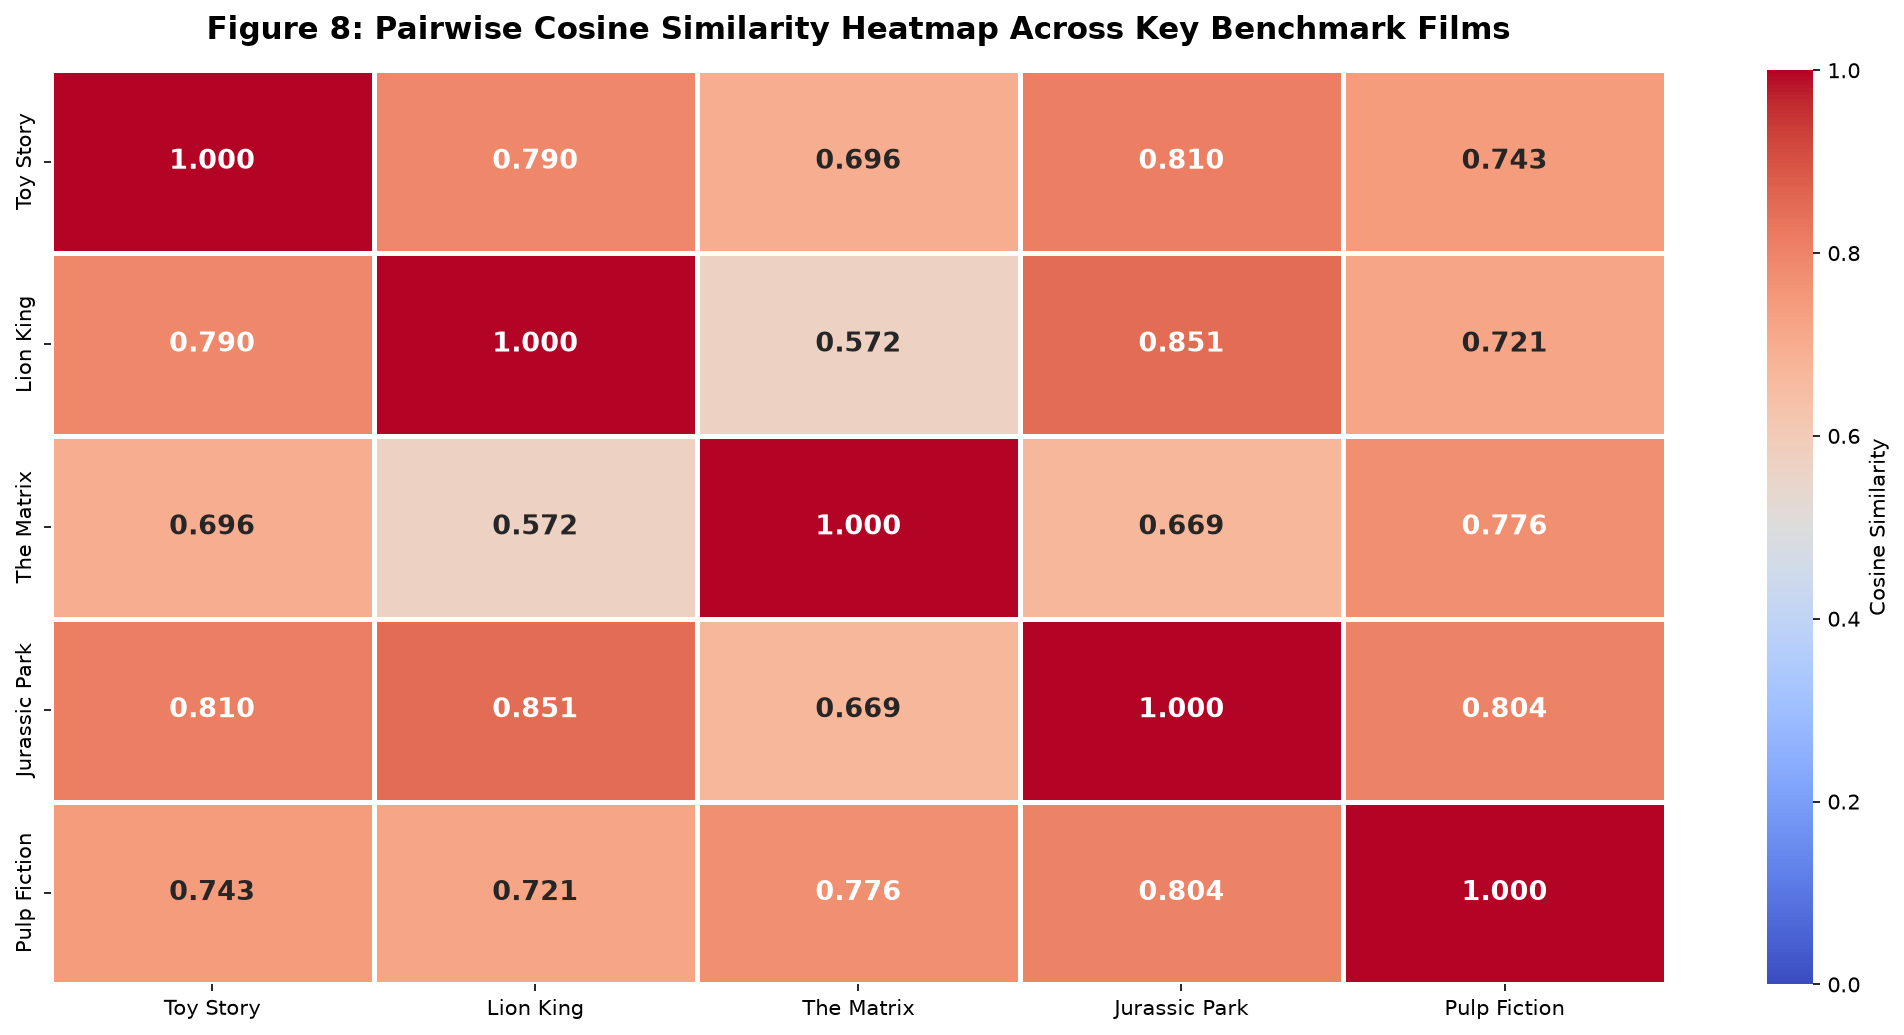 Figure 8: Pairwise Cosine Similarity Heatmap Across Key Benchmark Films
Toy Story
1.000 0.790 0.696 0.810 0.743
Lion King
0.790 1.000 0.572 0.851 0.721
The Matrix
0.696 0.572 1.000 0.669 0.776
Jurassic Park
0.810 0.851 0.669 1.000 0.804
Pulp Fiction
0.743 0.721 0.776 0.804 1.000
Toy Story Lion King The Matrix Jurassic Park Pulp Fiction
1.0
0.8
0.6
0.4
0.2
0.0
Cosine Similarity